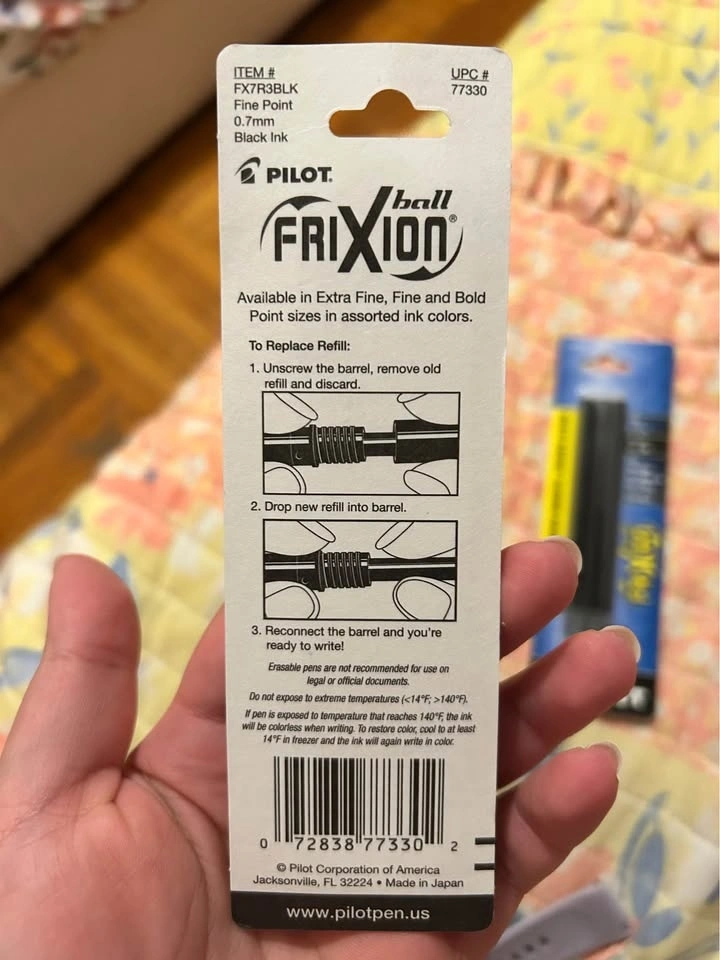 ITEM #
FX7R3BLK
Fine Point
0.7mm
Black Ink
UPC #
77330
PILOT.
FRIXION ball®
Available in Extra Fine, Fine and Bold
Point sizes in assorted ink colors.
To Replace Refill:
1. Unscrew the barrel, remove old
refill and discard.
2. Drop new refill into barrel.
3. Reconnect the barrel and you're
ready to write!
Erasable pens are not recommended for use on
legal or official documents.
Do not expose to extreme temperatures (<14°F; >140°F).
If pen is exposed to temperature that reaches 140°F, the ink
will be colorless when writing. To restore color, cool to at least
14°F in freezer and the ink will again write in color.
0 72838 77330 2
© Pilot Corporation of America
Jacksonville, FL 32224 • Made in Japan
www.pilotpen.us